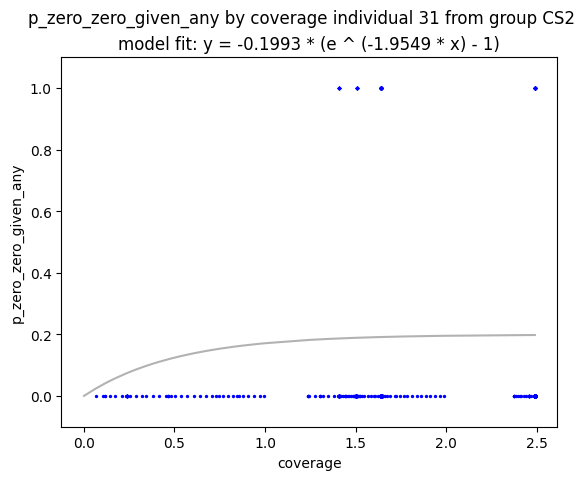 p_zero_zero_given_any by coverage individual 31 from group CS2
model fit: y = -0.1993 * (e ^ (-1.9549 * x) - 1)
1.0
0.8
0.6
0.4
0.2
0.0
p_zero_zero_given_any
0.0 0.5 1.0 1.5 2.0 2.5
coverage